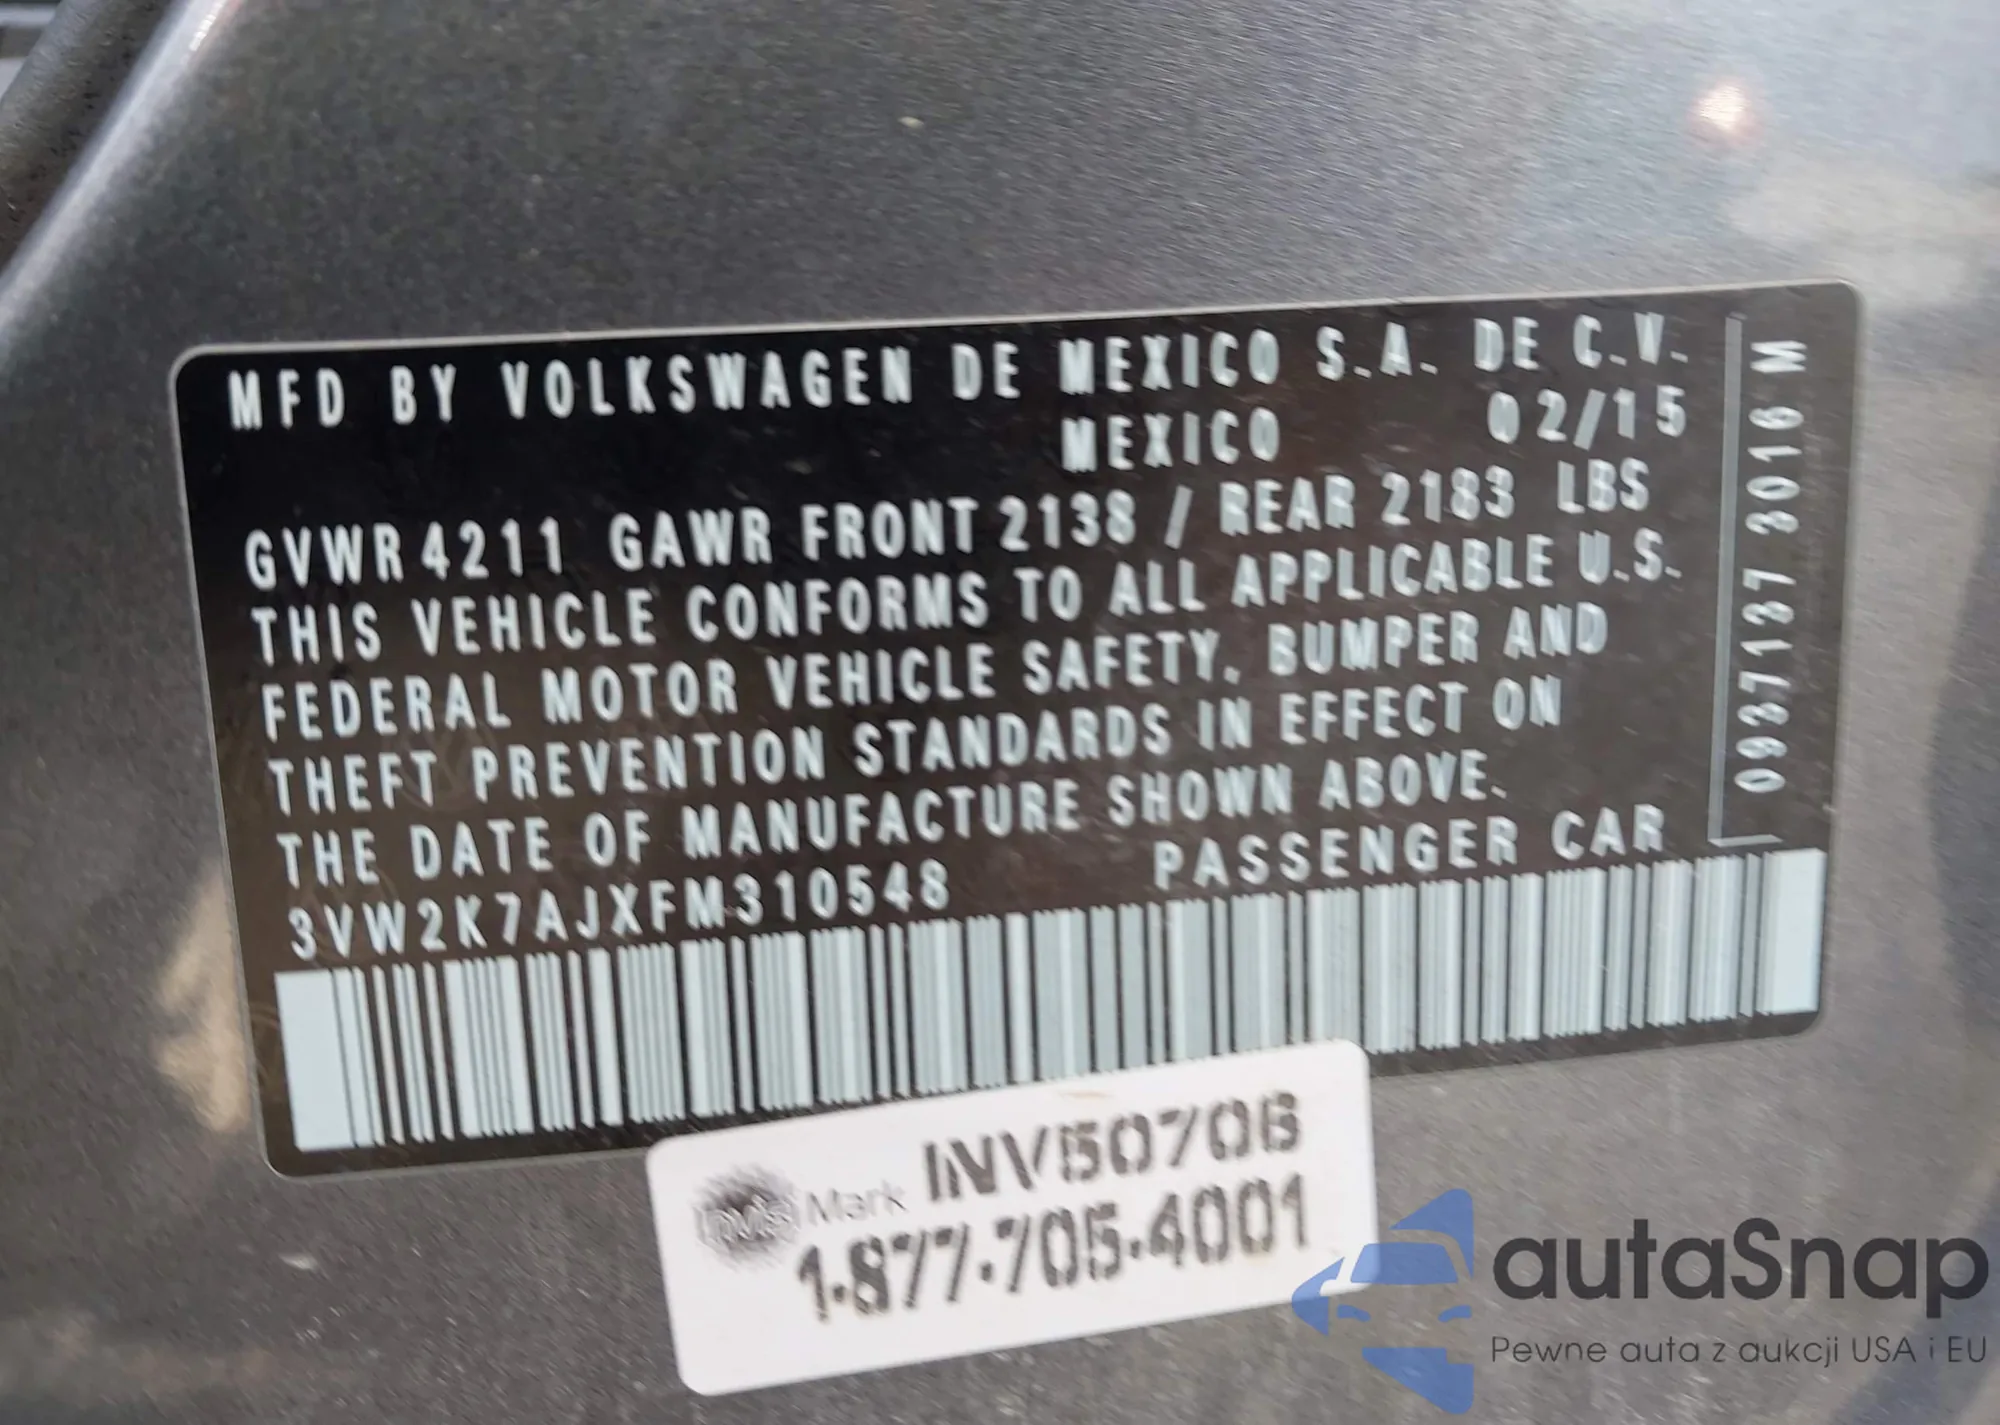 MFD BY VOLKSWAGEN DE MEXICO S.A. DE C.V.
MEXICO 02/15
GVWR 4211 GAWR FRONT 2138 / REAR 2183 LBS
THIS VEHICLE CONFORMS TO ALL APPLICABLE U.S.
FEDERAL MOTOR VEHICLE SAFETY, BUMPER AND
THEFT PREVENTION STANDARDS IN EFFECT ON
THE DATE OF MANUFACTURE SHOWN ABOVE.
3VW2K7AJXFM310548 PASSENGER CAR
0937187 3016 M
Mark INV50706
1-877-705-4001
autaSnap
Pewne auta z aukcji USA i EU